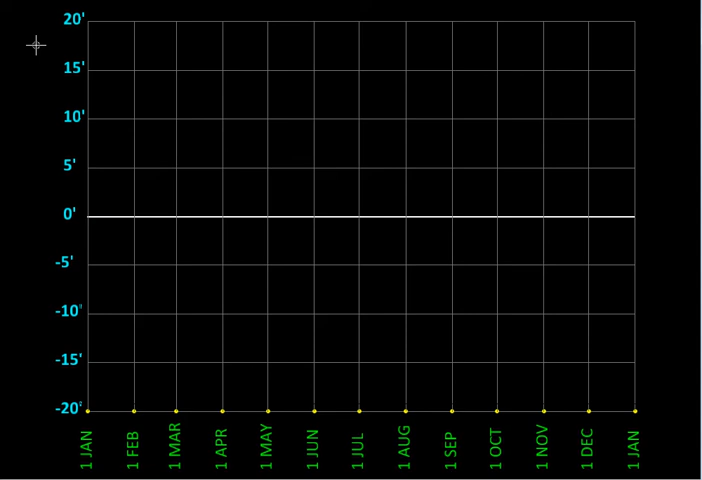 20'
15'
10'
5'
0'
-5'
-10'
-15'
-20'
1 JAN
1 FEB
1 MAR
1 APR
1 MAY
1 JUN
1 JUL
1 AUG
1 SEP
1 OCT
1 NOV
1 DEC
1 JAN